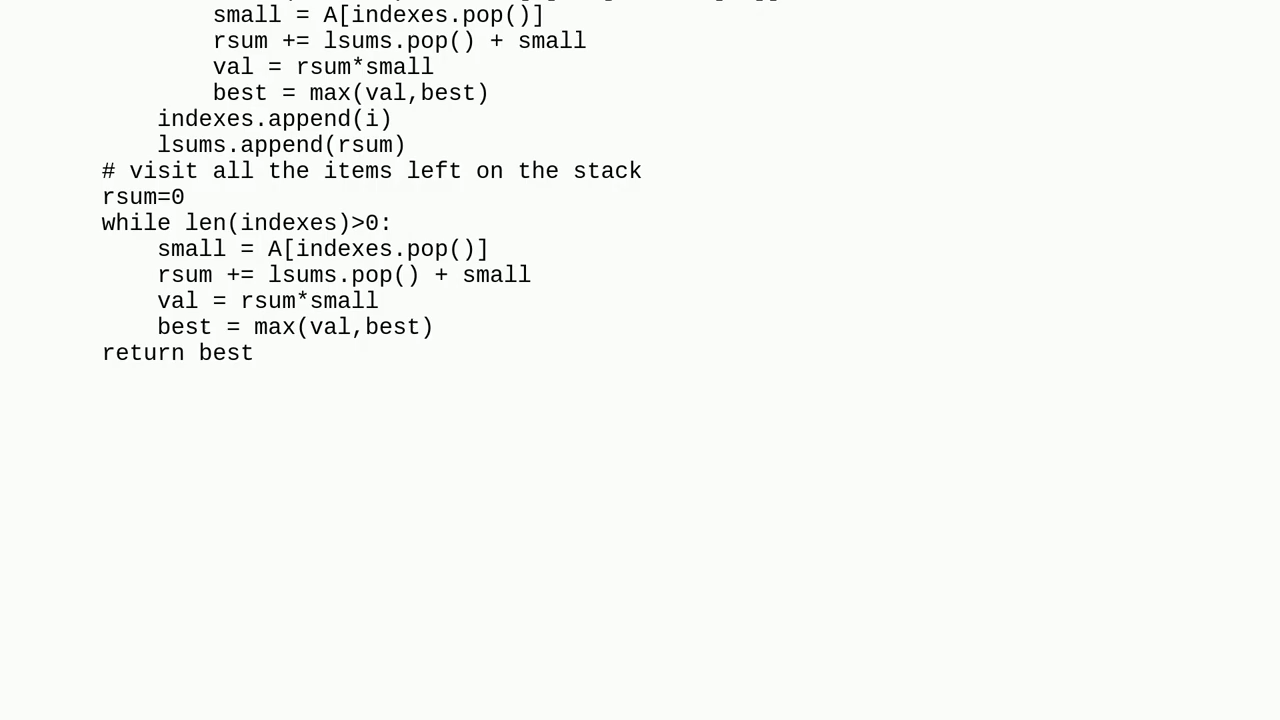 small = A[indexes.pop()]
rsum += lsums.pop() + small
val = rsum*small
best = max(val,best)
indexes.append(i)
lsums.append(rsum)
# visit all the items left on the stack
rsum=0
while len(indexes)>0:
small = A[indexes.pop()]
rsum += lsums.pop() + small
val = rsum*small
best = max(val,best)
return best